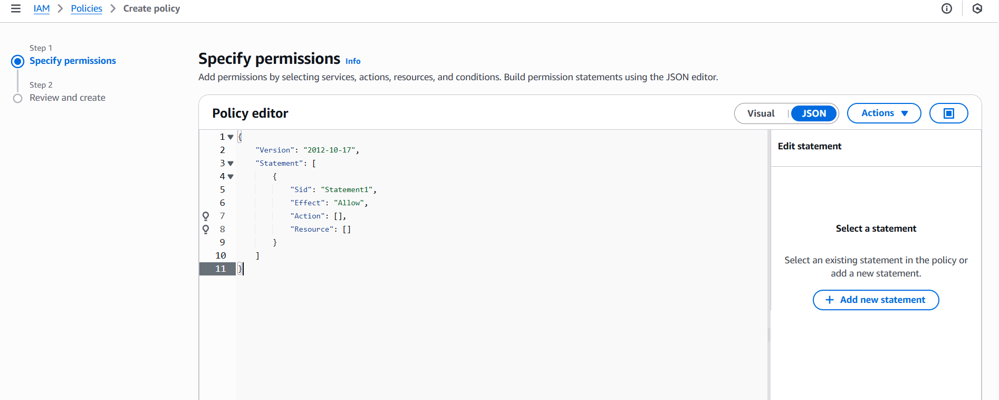 IAM > Policies > Create policy
Step 1
Specify permissions
Step 2
Review and create
Specify permissions Info
Add permissions by selecting services, actions, resources, and conditions. Build permission statements using the JSON editor.
Policy editor
Visual | JSON
Actions
1 {
2 "Version": "2012-10-17",
3 "Statement": [
4 {
5 "Sid": "Statement1",
6 "Effect": "Allow",
7 "Action": [],
8 "Resource": []
9 }
10 ]
11 }
Edit statement
Select a statement
Select an existing statement in the policy or
add a new statement.
+ Add new statement